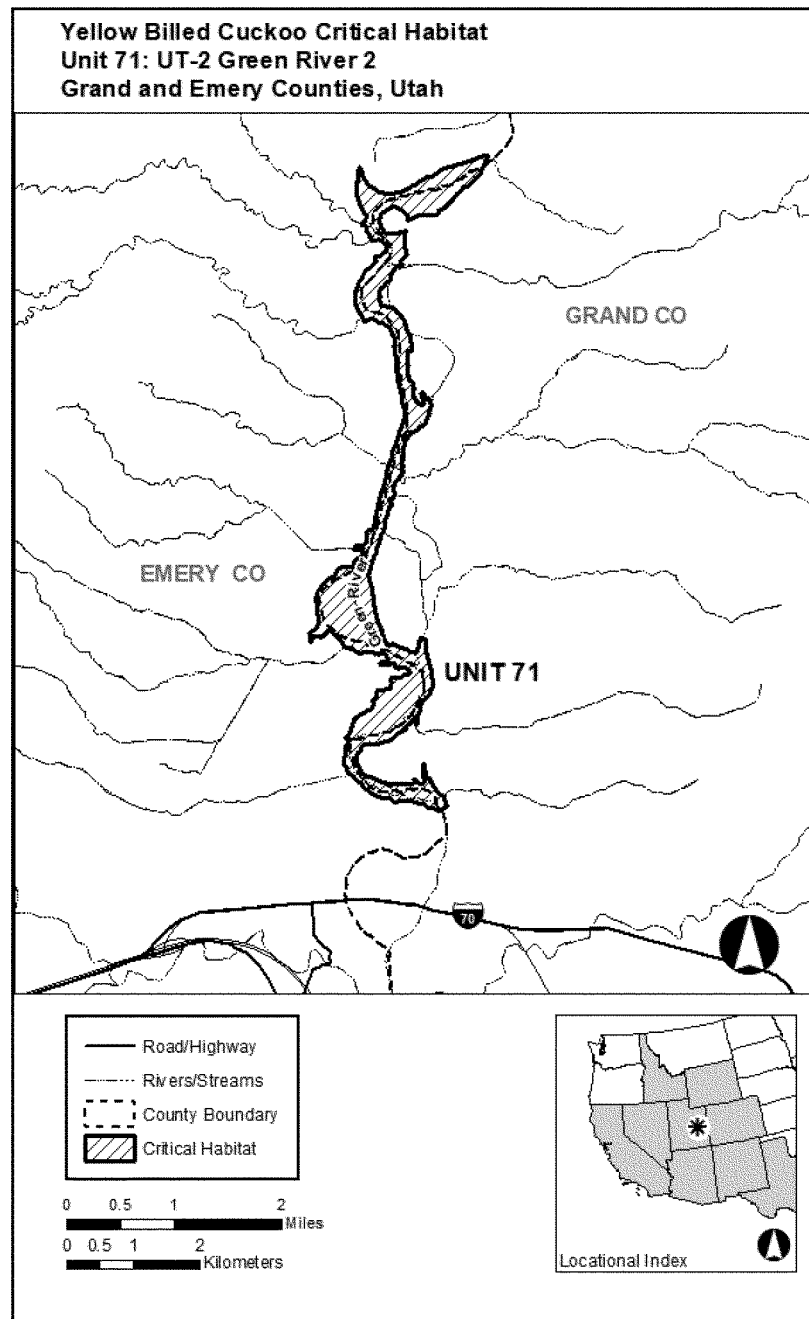 Yellow Billed Cuckoo Critical Habitat
Unit 71: UT-2 Green River 2
Grand and Emery Counties, Utah
GRAND CO
EMERY CO
Green River
UNIT 71
70
Road/Highway
Rivers/Streams
County Boundary
Critical Habitat
0 0.5 1 2
Miles
0 0.5 1 2
Kilometers
Locational Index